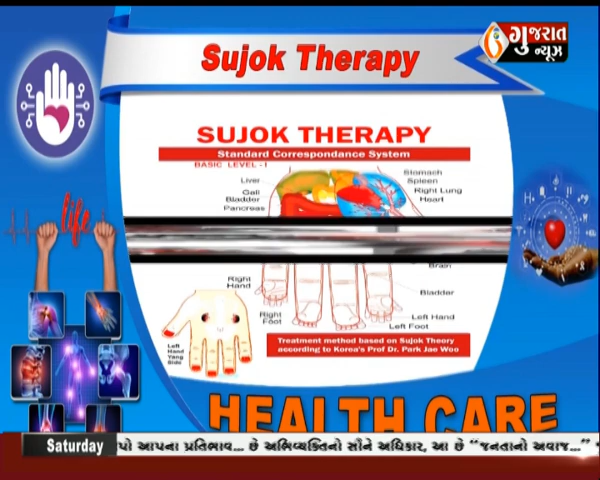 Sujok Therapy
ગુજરાત
ન્યૂઝ
SUJOK THERAPY
Standard Correspondance System
BASIC LEVEL - I
Liver
Gall
Bladder
Pancreas
Stomach
Spleen
Right Lung
Heart
life
Brain
Right
Hand
Bladder
Right
Foot
Left Hand
Left Foot
Left
Hand
Yang
Side
Treatment method based on Sujok Theory
according to Korea's Prof Dr. Park Jae Woo
HEALTH CARE
Saturday
પો આપના પ્રતિભાવ... છે અભિવ્યક્તિનો સૌને અધિકાર, આ છે "જનતાનો અવાજ..."